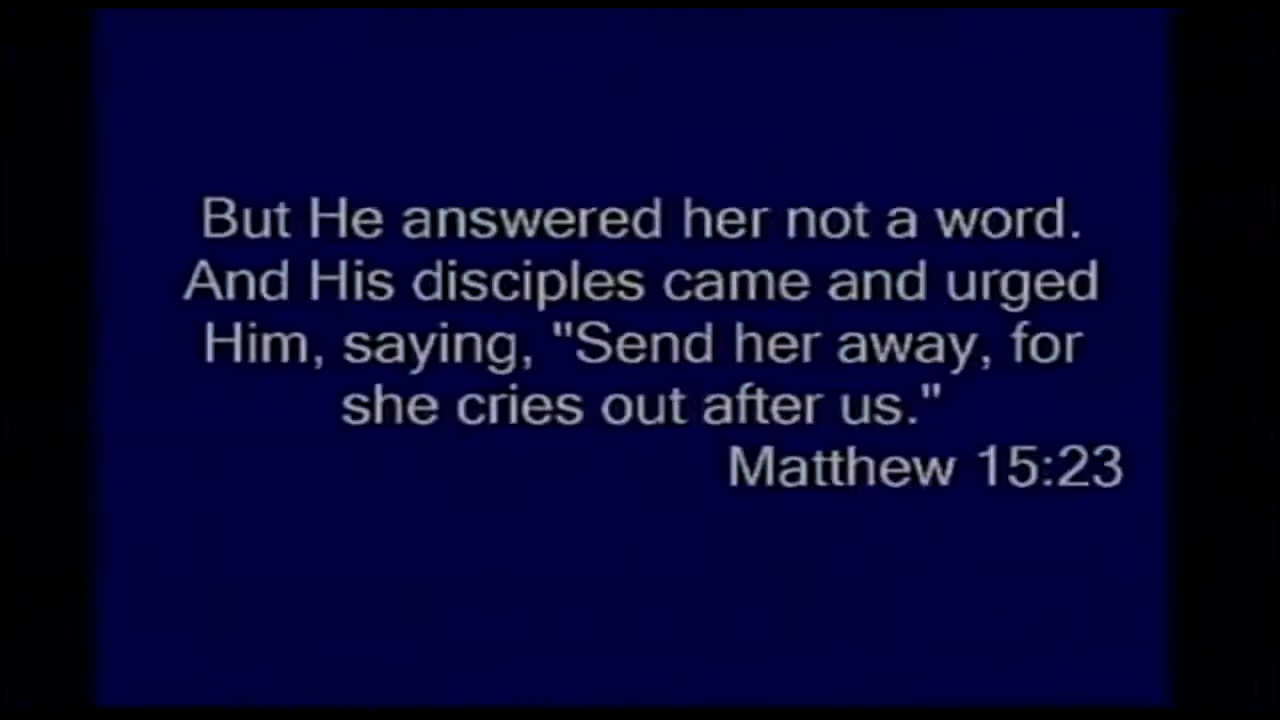 But He answered her not a word.
And His disciples came and urged
Him, saying, "Send her away, for
she cries out after us."
Matthew 15:23